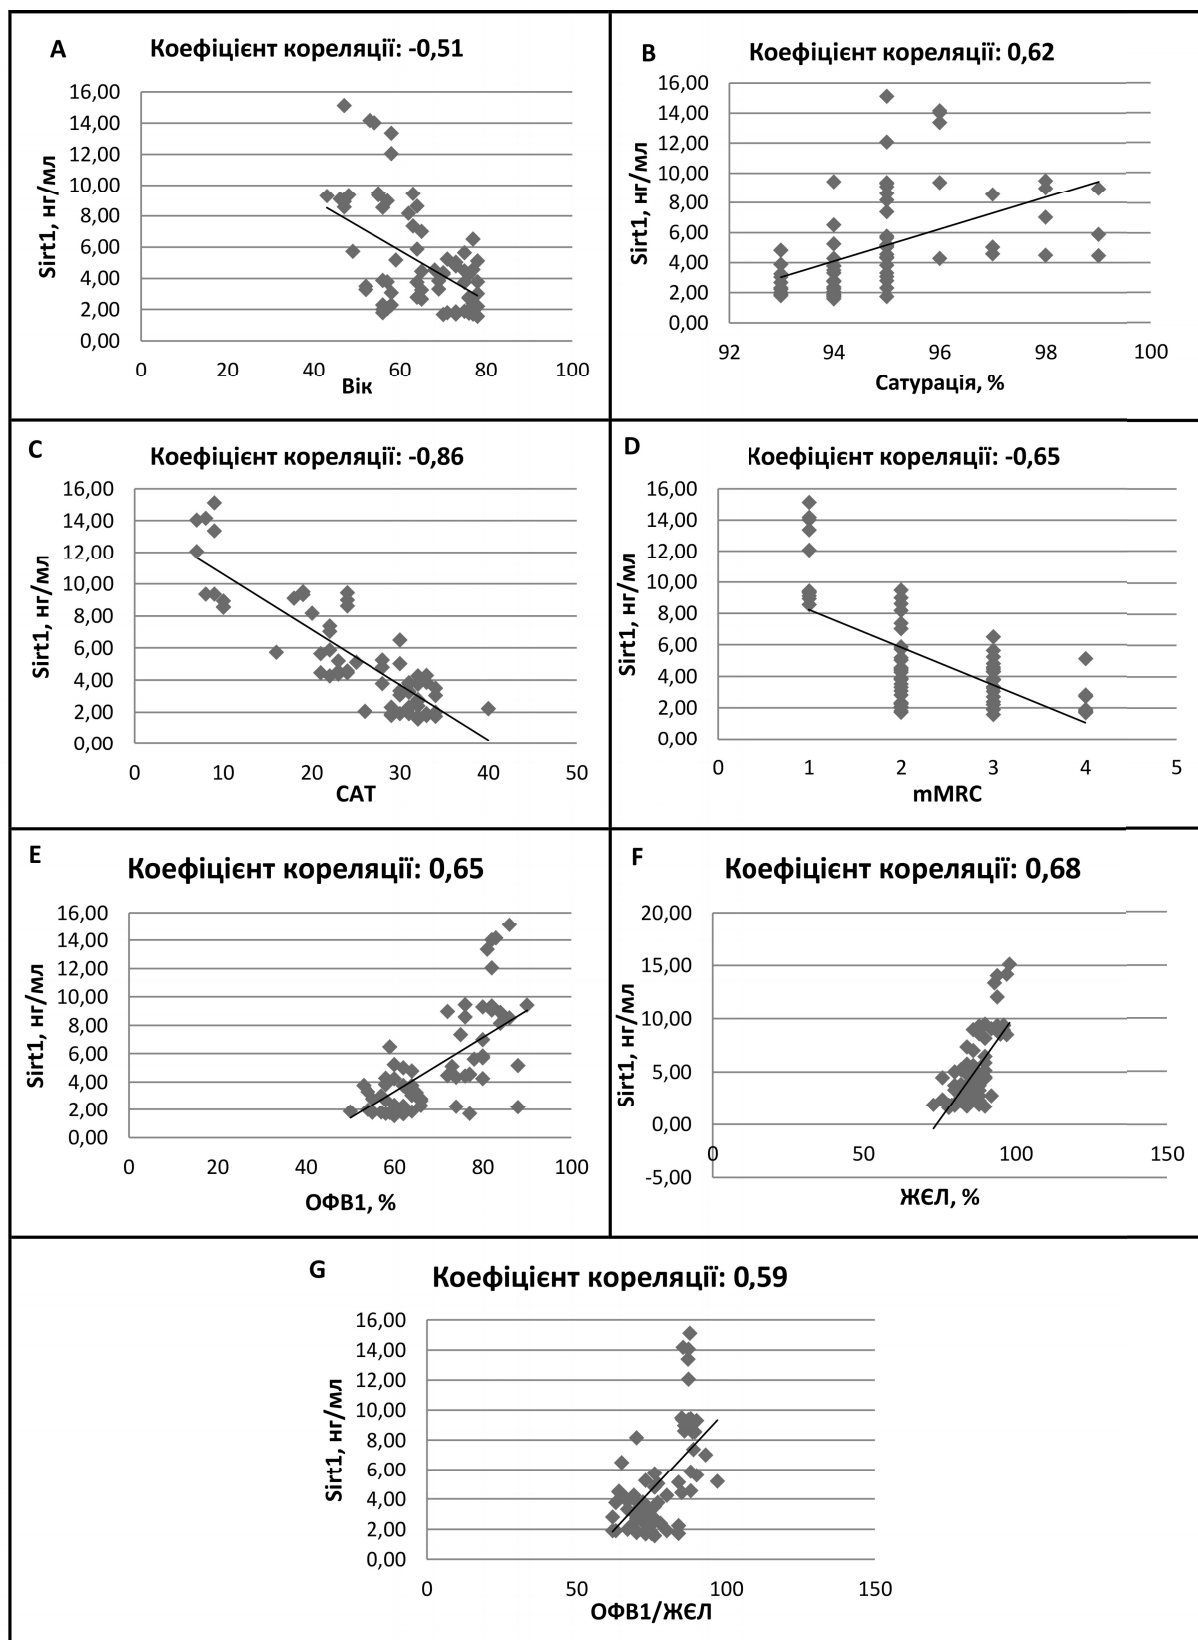 A
Коефіцієнт кореляції: -0,51
Sirt1, нг/мл
16,00
14,00
12,00
10,00
8,00
6,00
4,00
2,00
0,00
0 20 40 60 80 100
Вік
B
Коефіцієнт кореляції: 0,62
Sirt1, нг/мл
16,00
14,00
12,00
10,00
8,00
6,00
4,00
2,00
0,00
92 94 96 98 100
Сатурація, %
C
Коефіцієнт кореляції: -0,86
Sirt1, нг/мл
16,00
14,00
12,00
10,00
8,00
6,00
4,00
2,00
0,00
0 10 20 30 40 50
CAT
D
Коефіцієнт кореляції: -0,65
Sirt1, нг/мл
16,00
14,00
12,00
10,00
8,00
6,00
4,00
2,00
0,00
0 1 2 3 4 5
mMRC
E
Коефіцієнт кореляції: 0,65
Sirt1, нг/мл
16,00
14,00
12,00
10,00
8,00
6,00
4,00
2,00
0,00
0 20 40 60 80 100
ОФВ1, %
F
Коефіцієнт кореляції: 0,68
Sirt1, нг/мл
20,00
15,00
10,00
5,00
0,00
-5,00
0 50 100 150
ЖЄЛ, %
G
Коефіцієнт кореляції: 0,59
Sirt1, нг/мл
16,00
14,00
12,00
10,00
8,00
6,00
4,00
2,00
0,00
0 50 100 150
ОФВ1/ЖЄЛ